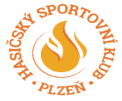 HASIČSKÝ SPORTOVNÍ KLUB
• PLZEŇ •